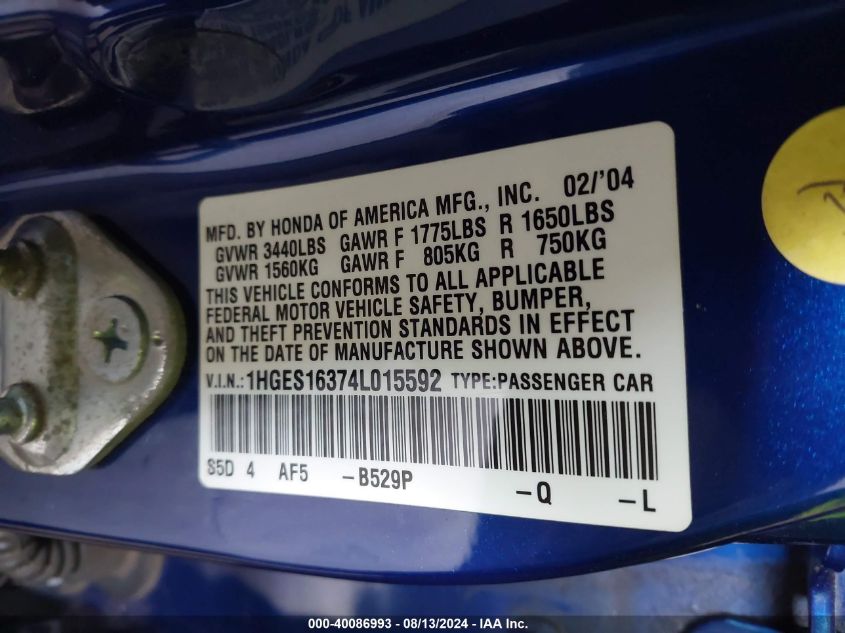 MFD. BY HONDA OF AMERICA MFG., INC. 02/'04
GVWR 3440LBS GAWR F 1775LBS R 1650LBS
GVWR 1560KG GAWR F 805KG R 750KG
THIS VEHICLE CONFORMS TO ALL APPLICABLE
FEDERAL MOTOR VEHICLE SAFETY, BUMPER,
AND THEFT PREVENTION STANDARDS IN EFFECT
ON THE DATE OF MANUFACTURE SHOWN ABOVE.
V.I.N.:1HGES16374L015592 TYPE:PASSENGER CAR
S5D 4 AF5 -B529P -Q -L
000-40086993 - 08/13/2024 - IAA Inc.